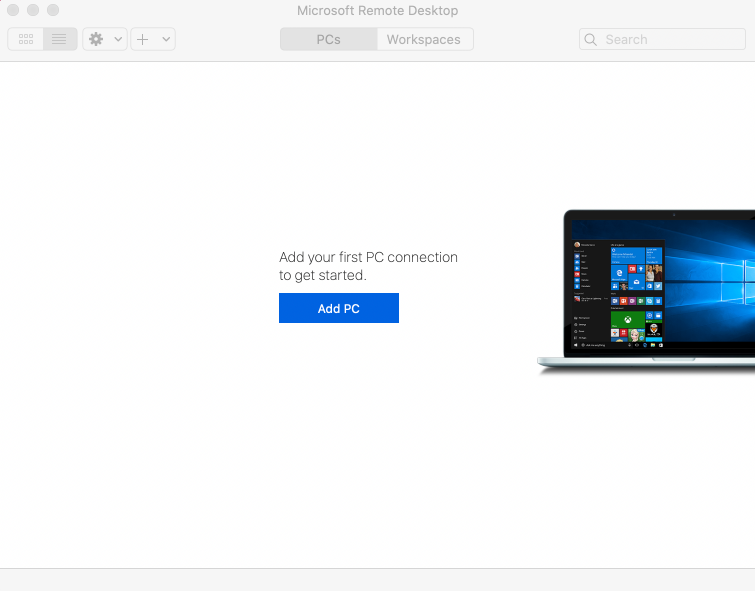 Microsoft Remote Desktop
PCs
Workspaces
Search
Add your first PC connection
to get started.
Add PC